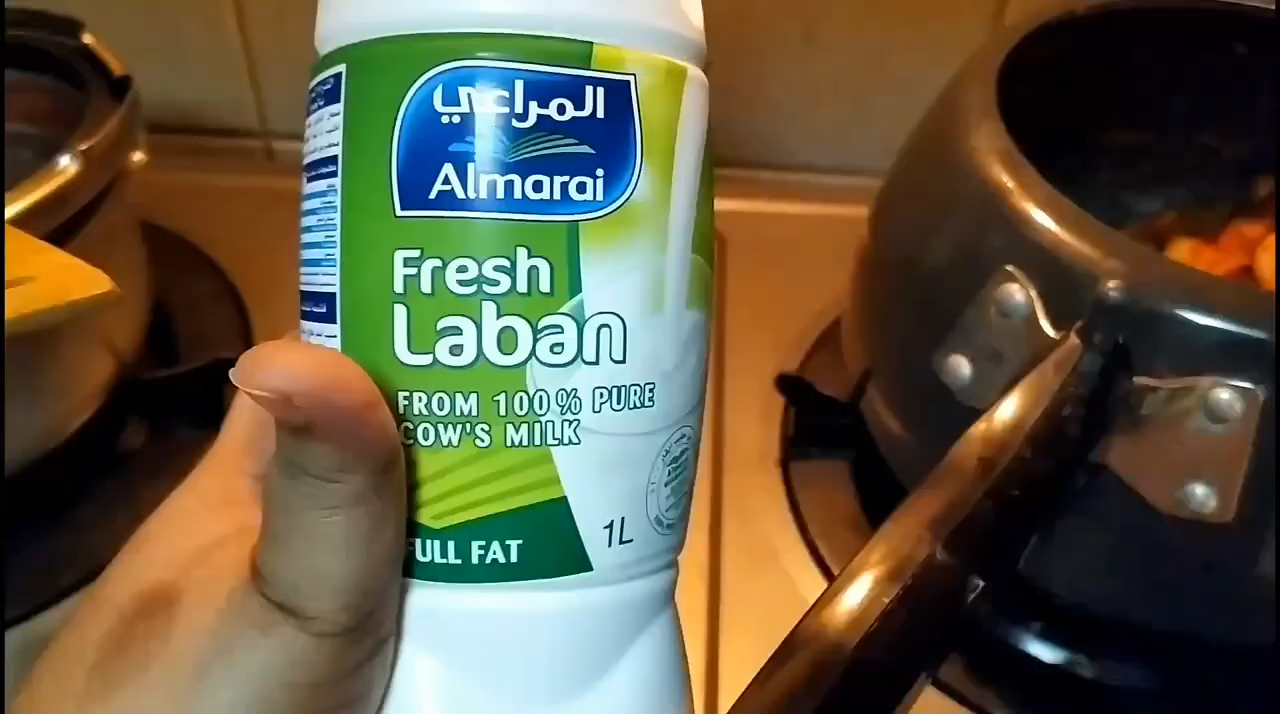 المراعي
Almarai
Fresh
Laban
FROM 100% PURE
COW'S MILK
1L
FULL FAT